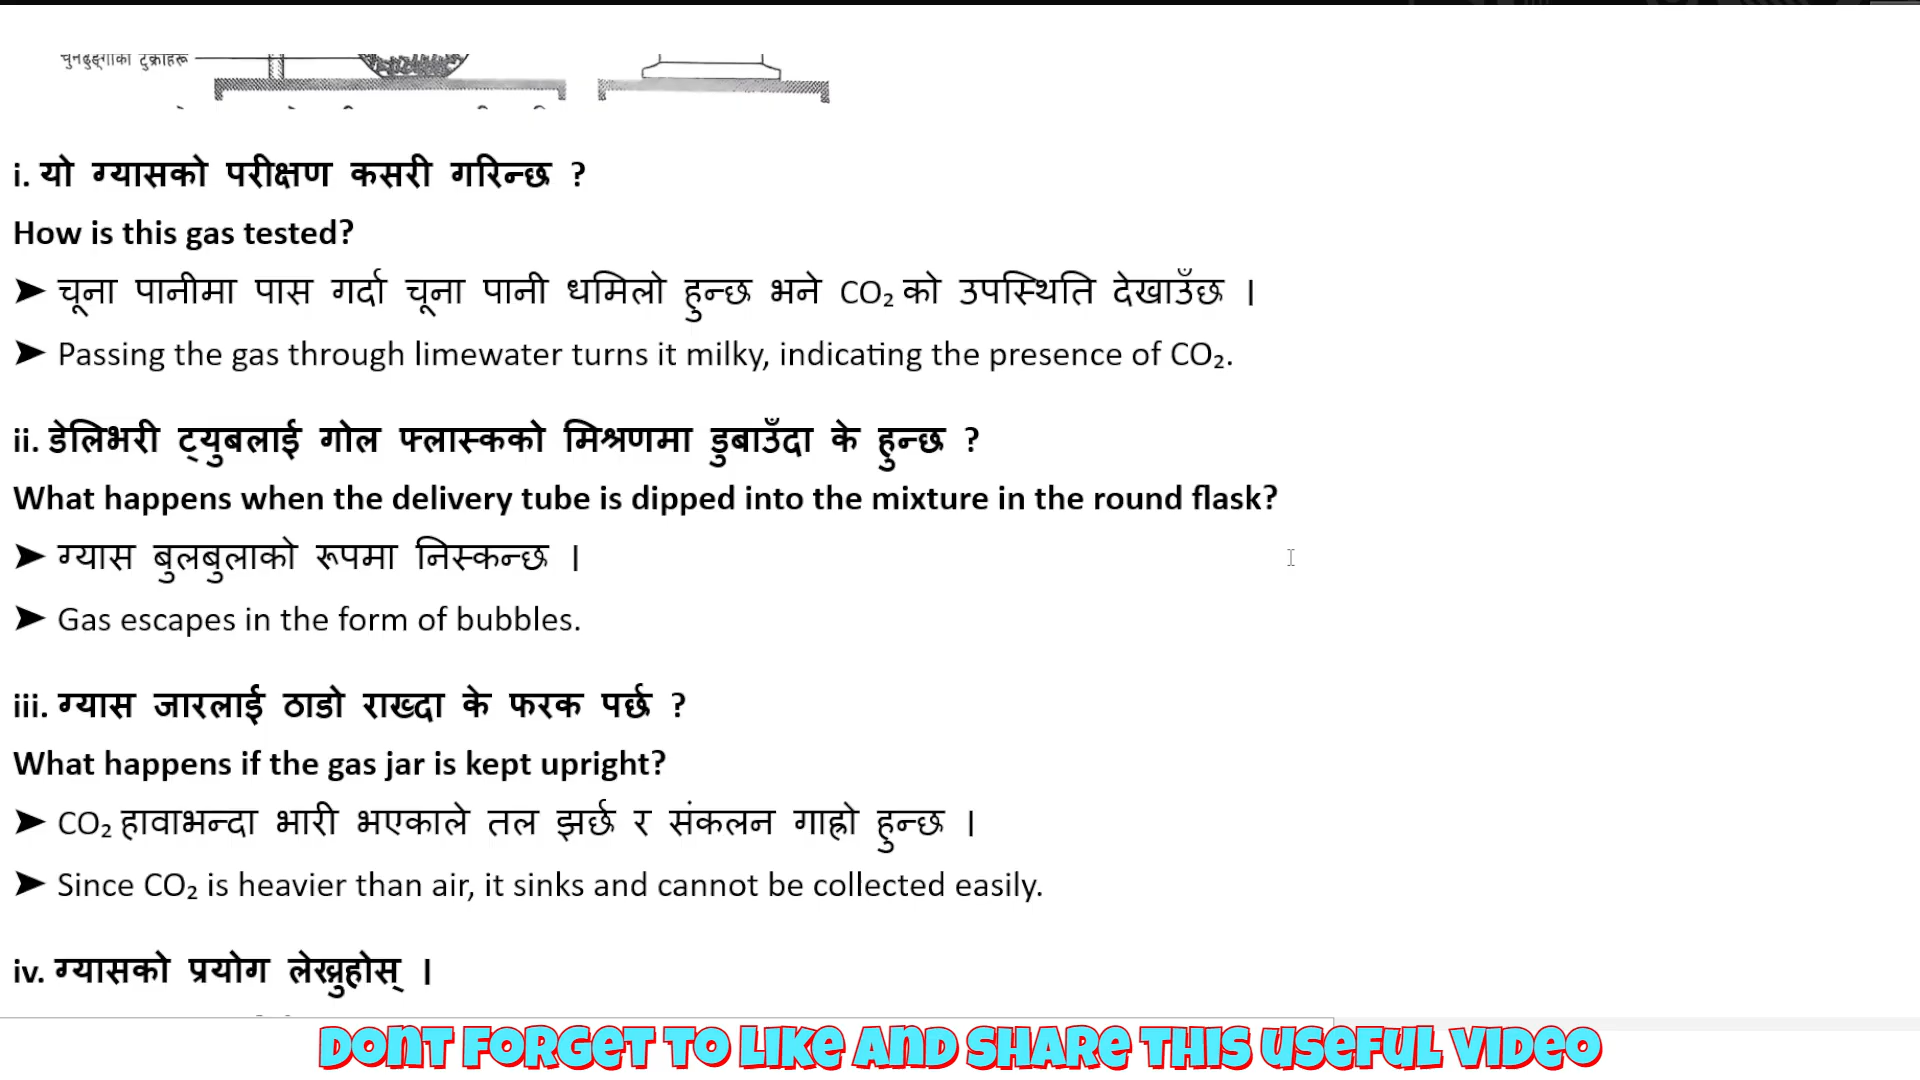 चुनढुङ्गाका टुक्राहरू
i. यो ग्यासको परीक्षण कसरी गरिन्छ ?
How is this gas tested?
➤ चूना पानीमा पास गर्दा चूना पानी धमिलो हुन्छ भने CO₂ को उपस्थिति देखाउँछ ।
➤ Passing the gas through limewater turns it milky, indicating the presence of CO₂.
ii. डेलिभरी ट्युबलाई गोल फ्लास्कको मिश्रणमा डुबाउँदा के हुन्छ ?
What happens when the delivery tube is dipped into the mixture in the round flask?
➤ ग्यास बुलबुलाको रूपमा निस्कन्छ ।
➤ Gas escapes in the form of bubbles.
iii. ग्यास जारलाई ठाडो राख्दा के फरक पर्छ ?
What happens if the gas jar is kept upright?
➤ CO₂ हावाभन्दा भारी भएकाले तल झर्छ र संकलन गाह्रो हुन्छ ।
➤ Since CO₂ is heavier than air, it sinks and cannot be collected easily.
iv. ग्यासको प्रयोग लेख्नुहोस् ।
DONT FORGET TO LIKE AND SHARE THIS USEFUL VIDEO